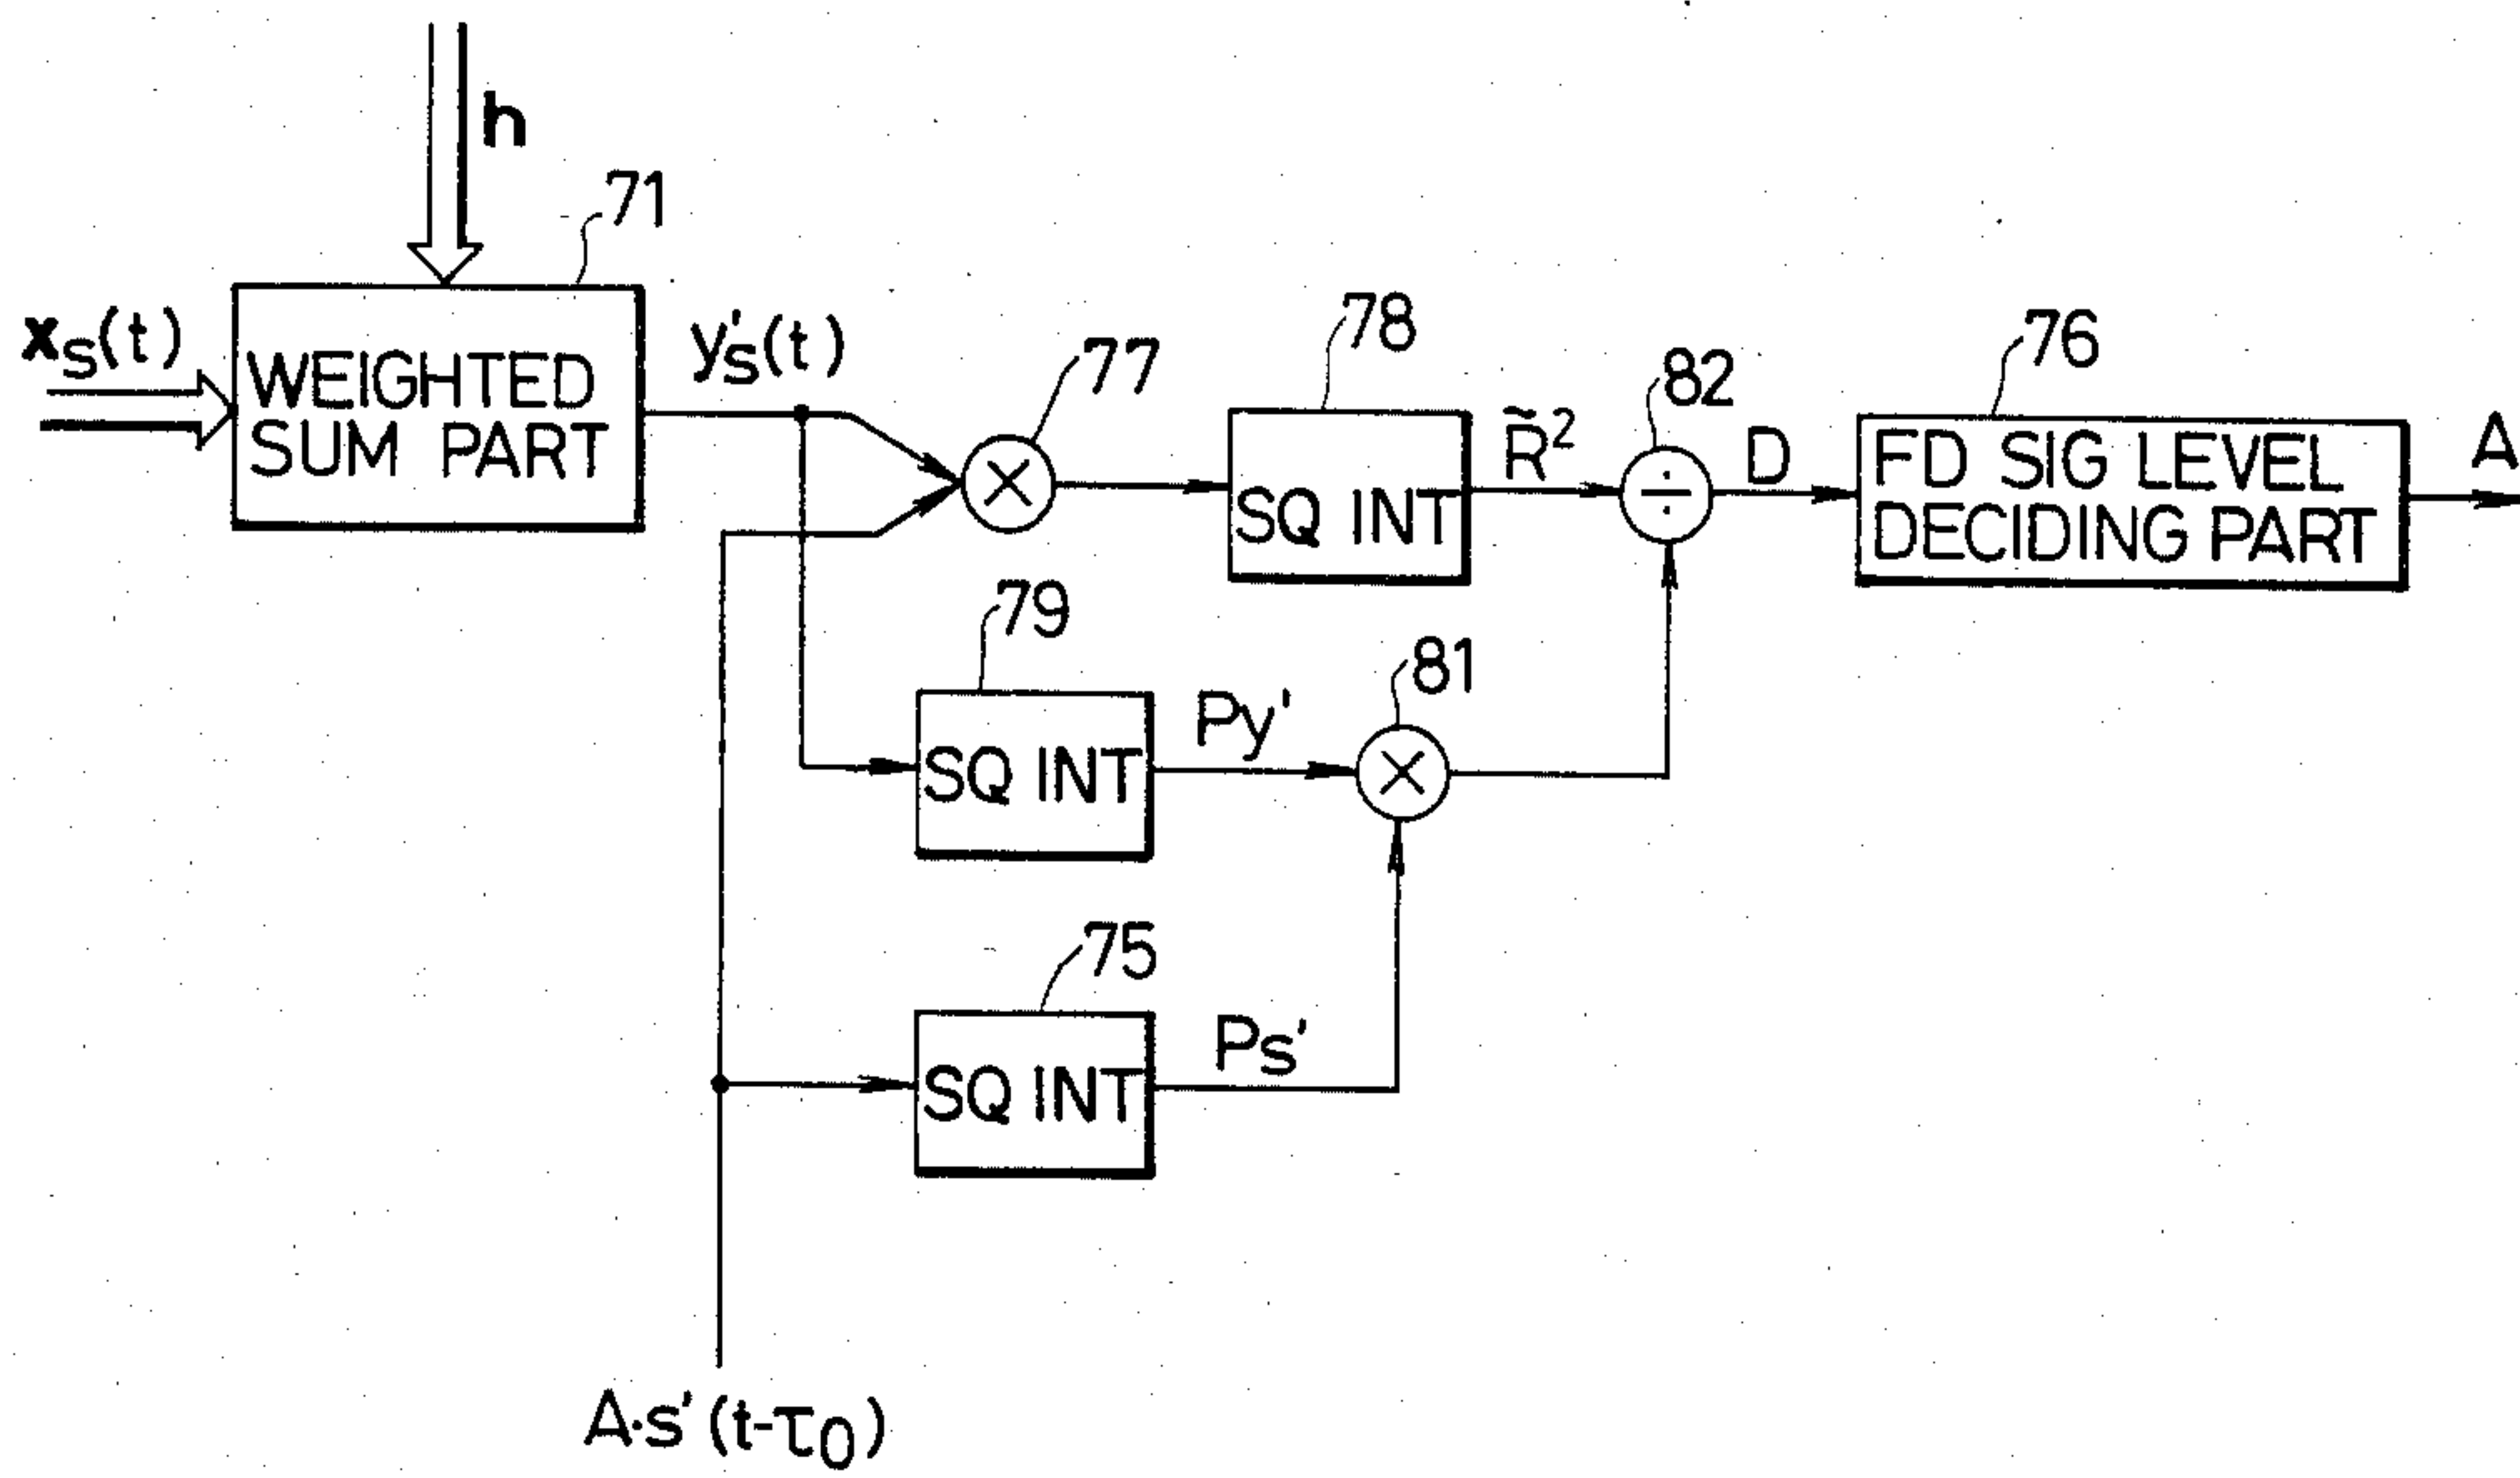 h
71
xs(t)
WEIGHTED
SUM PART
y's(t)
77
78
SQ INT
R̃²
82
D
76
FD SIG LEVEL
DECIDING PART
A
79
SQ INT
Py'
81
75
SQ INT
Ps'
A·s'(t-τ0)